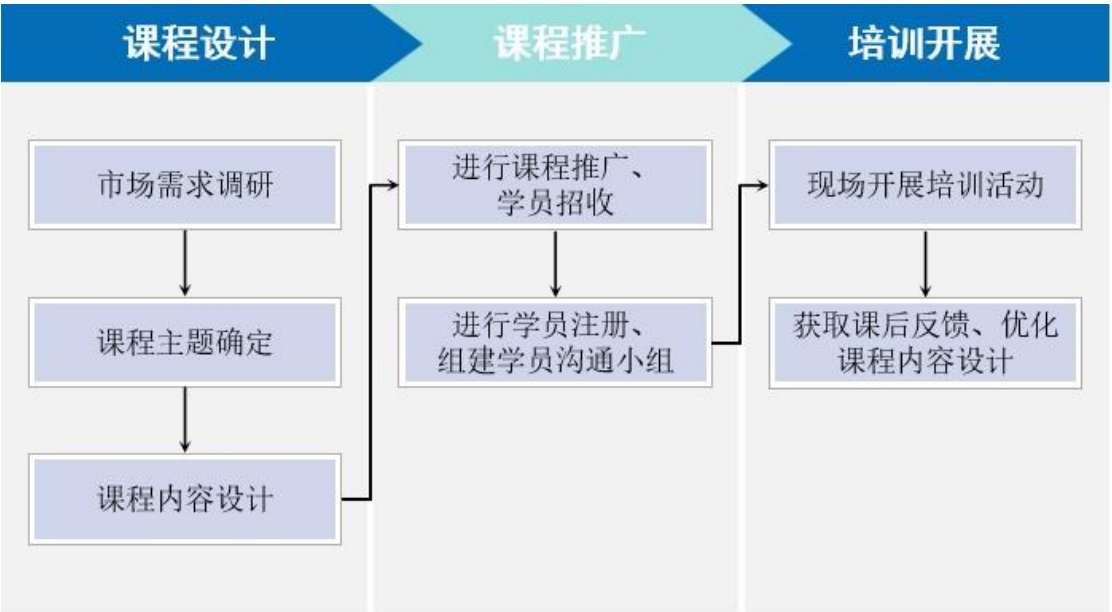 课程设计
课程推广
培训开展
市场需求调研
课程主题确定
课程内容设计
进行课程推广、
学员招收
进行学员注册、
组建学员沟通小组
现场开展培训活动
获取课后反馈、优化
课程内容设计